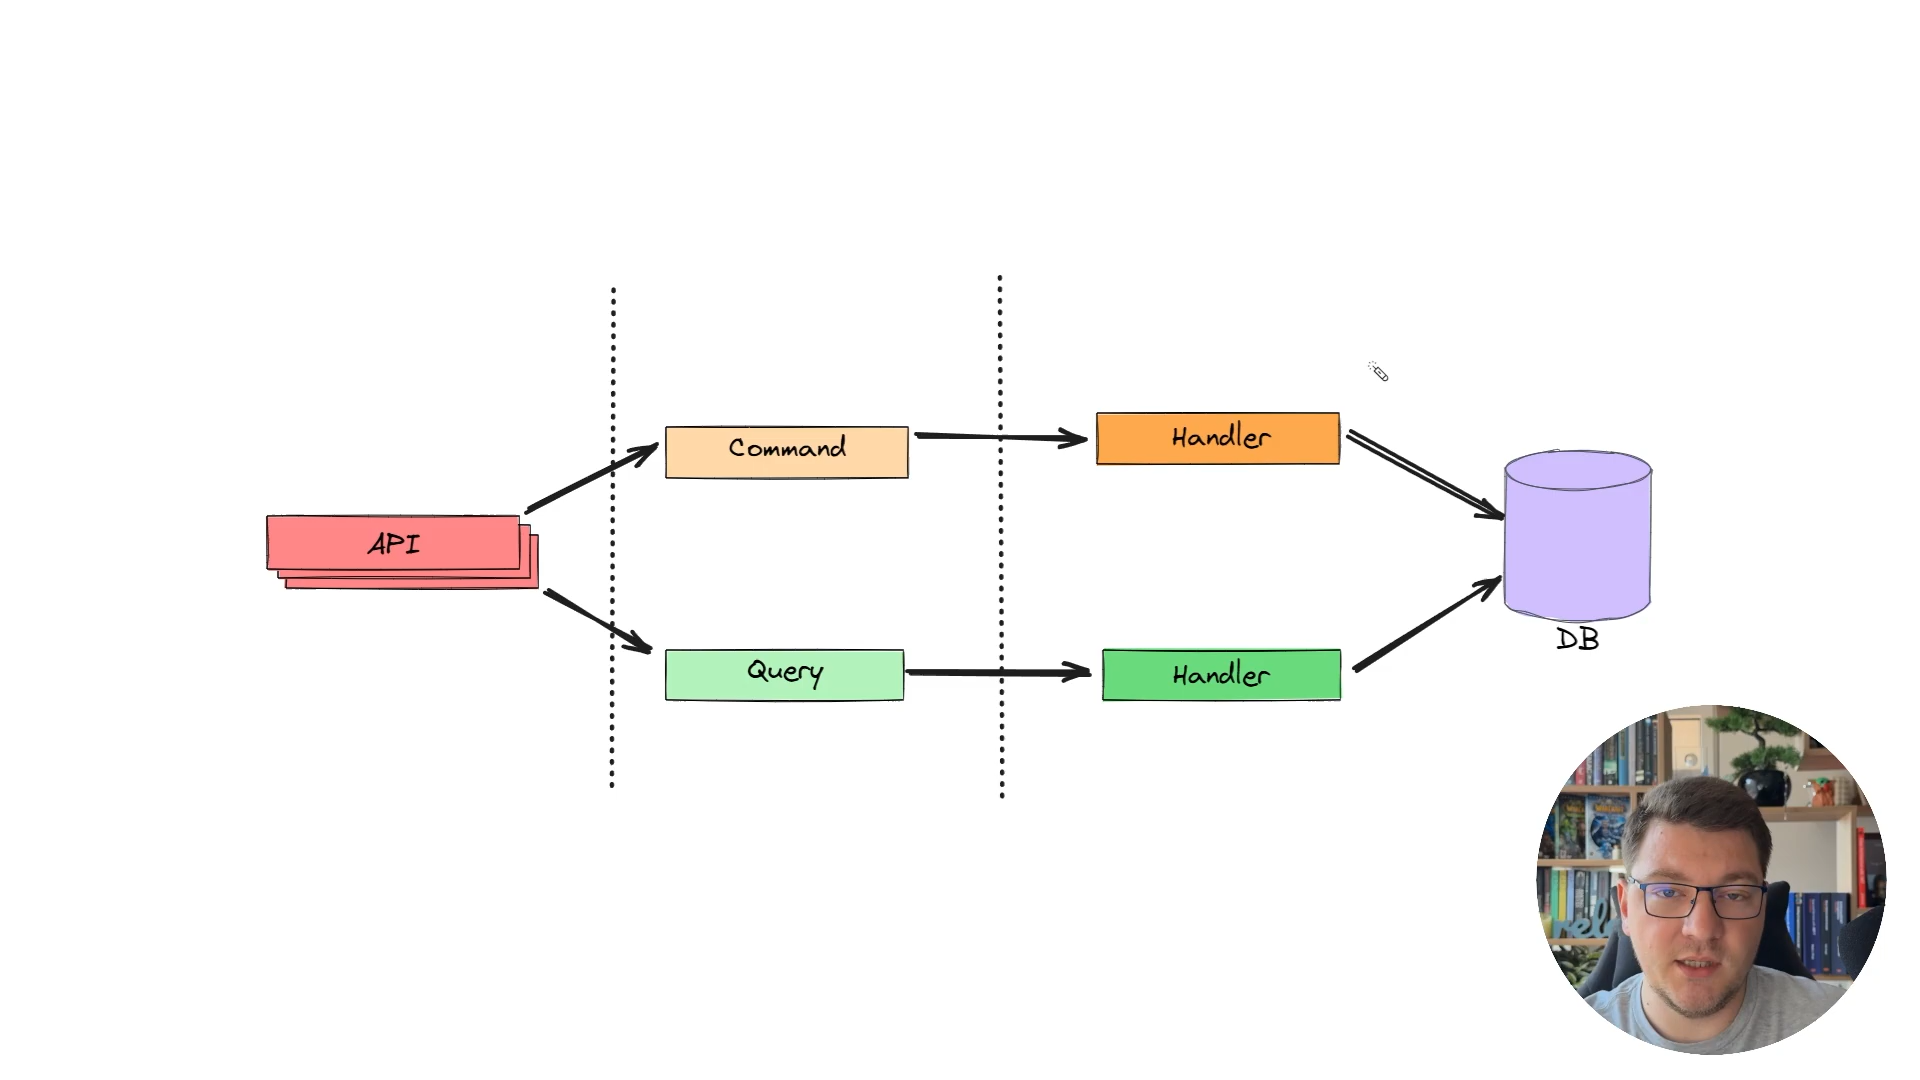 Command
Handler
API
DB
Query
Handler